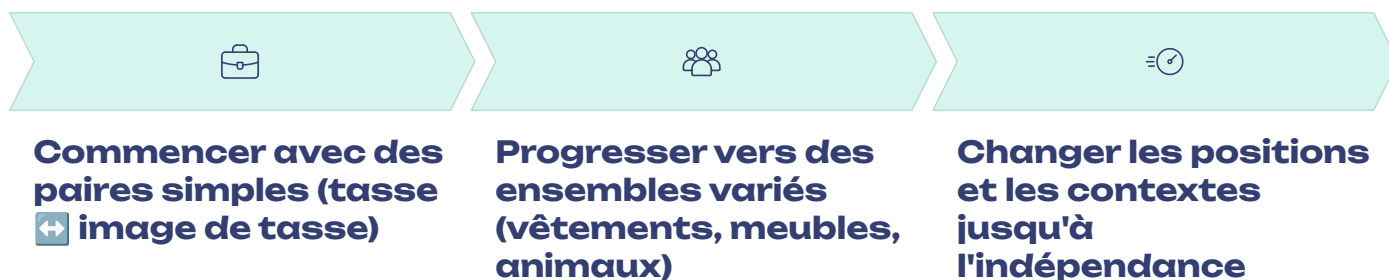 Commencer avec des
paires simples (tasse
↔️ image de tasse)
Progresser vers des
ensembles variés
(vêtements, meubles,
animaux)
Changer les positions
et les contextes
jusqu'à
l'indépendance